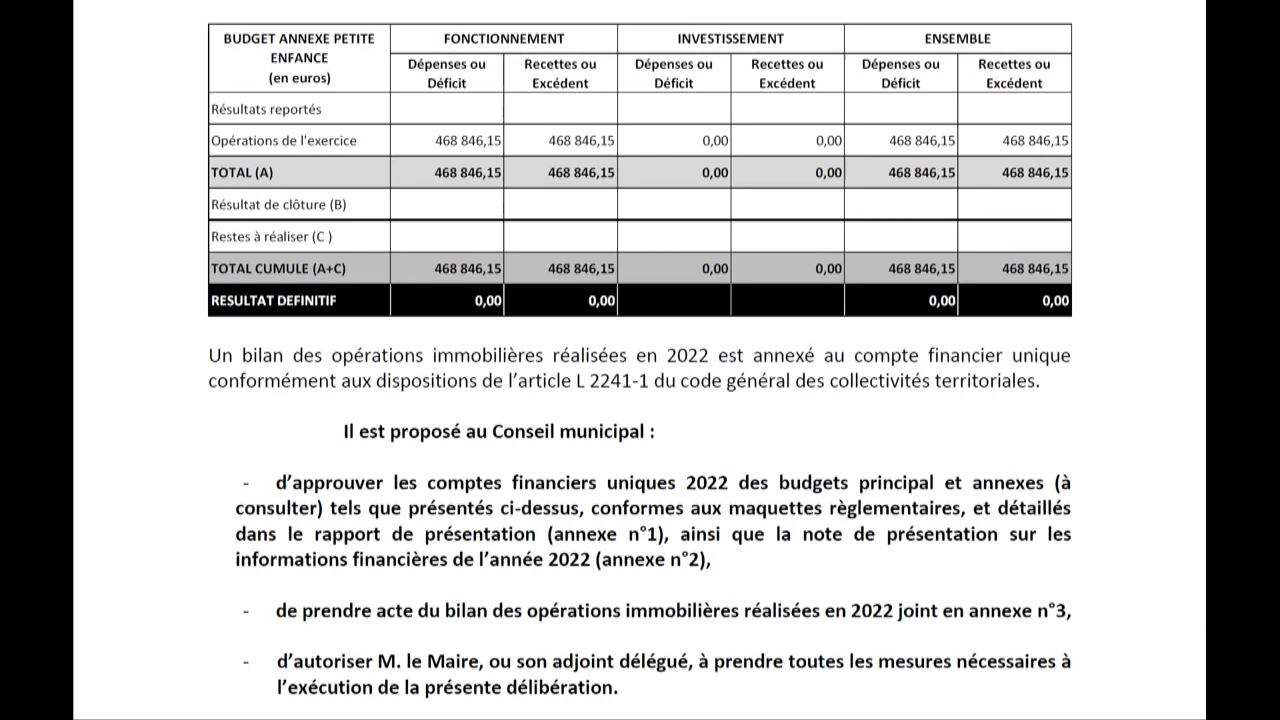 BUDGET ANNEXE PETITE ENFANCE (en euros) FONCTIONNEMENT INVESTISSEMENT ENSEMBLE
Dépenses ou Déficit Recettes ou Excédent Dépenses ou Déficit Recettes ou Excédent Dépenses ou Déficit Recettes ou Excédent
Résultats reportés
Opérations de l'exercice 468 846,15 468 846,15 0,00 0,00 468 846,15 468 846,15
TOTAL (A) 468 846,15 468 846,15 0,00 0,00 468 846,15 468 846,15
Résultat de clôture (B)
Restes à réaliser (C )
TOTAL CUMULE (A+C) 468 846,15 468 846,15 0,00 0,00 468 846,15 468 846,15
RESULTAT DEFINITIF 0,00 0,00 0,00 0,00
Un bilan des opérations immobilières réalisées en 2022 est annexé au compte financier unique
conformément aux dispositions de l'article L 2241-1 du code général des collectivités territoriales.
Il est proposé au Conseil municipal :
- d'approuver les comptes financiers uniques 2022 des budgets principal et annexes (à
consulter) tels que présentés ci-dessus, conformes aux maquettes règlementaires, et détaillés
dans le rapport de présentation (annexe n°1), ainsi que la note de présentation sur les
informations financières de l'année 2022 (annexe n°2),
- de prendre acte du bilan des opérations immobilières réalisées en 2022 joint en annexe n°3,
- d'autoriser M. le Maire, ou son adjoint délégué, à prendre toutes les mesures nécessaires à
l'exécution de la présente délibération.